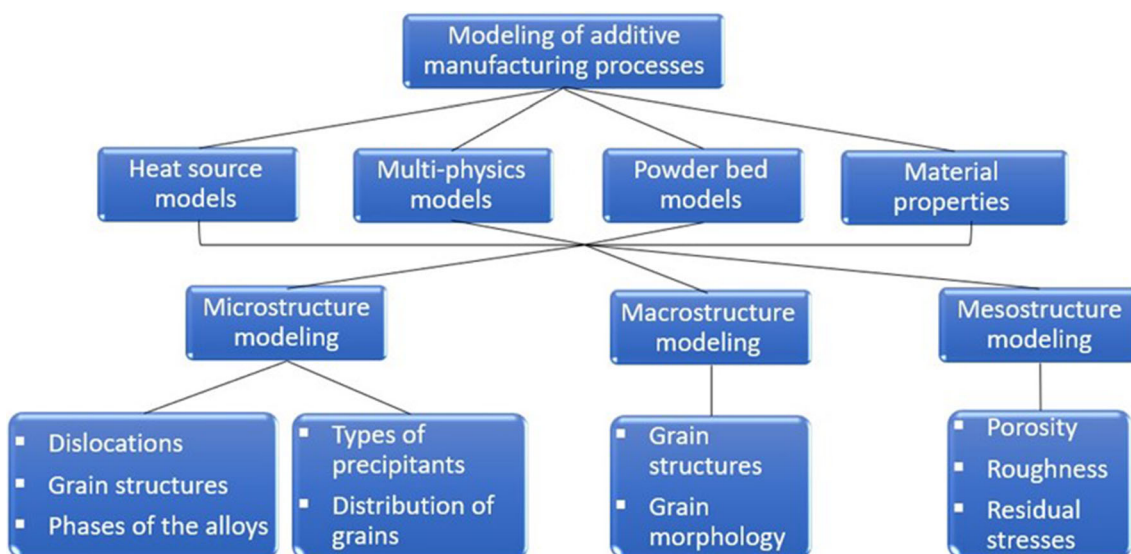 Modeling of additive
manufacturing processes
Heat source
models
Multi-physics
models
Powder bed
models
Material
properties
Microstructure
modeling
Macrostructure
modeling
Mesostructure
modeling
▪ Dislocations
▪ Grain structures
▪ Phases of the alloys
▪ Types of
precipitants
▪ Distribution of
grains
▪ Grain
structures
▪ Grain
morphology
▪ Porosity
▪ Roughness
▪ Residual
stresses